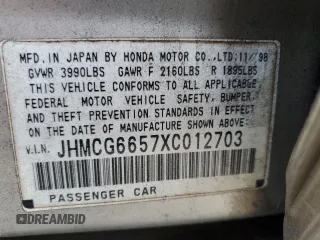 MFD. IN JAPAN BY HONDA MOTOR CO.,LTD. 11/98
GVWR 3990LBS GAWR F 2160LBS R 1895LBS
THIS VEHICLE CONFORMS TO ALL APPLICABLE
FEDERAL MOTOR VEHICLE SAFETY, BUMPER,
AND THEFT PREVENTION STANDARDS IN EFFECT
ON THE DATE OF MANUFACTURE SHOWN ABOVE.
V.I.N. JHMCG6657XC012703
PASSENGER CAR
DREAMBID